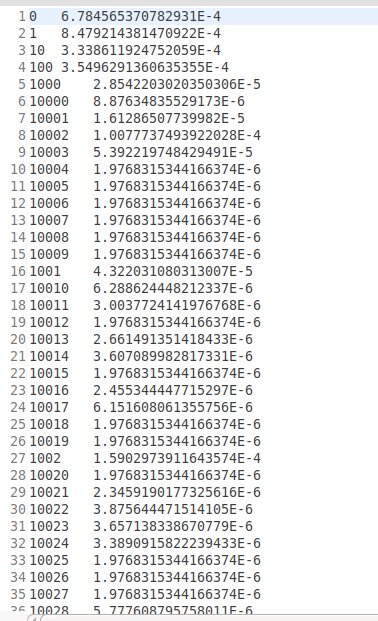 1 0 6.784565370782931E-4
2 1 8.479214381470922E-4
3 10 3.338611924752059E-4
4 100 3.5496291360635355E-4
5 1000 2.8542203020350306E-5
6 10000 8.87634835529173E-6
7 10001 1.61286507739982E-5
8 10002 1.0077737493922028E-4
9 10003 5.392219748429491E-5
10 10004 1.9768315344166374E-6
11 10005 1.9768315344166374E-6
12 10006 1.9768315344166374E-6
13 10007 1.9768315344166374E-6
14 10008 1.9768315344166374E-6
15 10009 1.9768315344166374E-6
16 1001 4.322031080313007E-5
17 10010 6.288624448212337E-6
18 10011 3.0037724141976768E-6
19 10012 1.9768315344166374E-6
20 10013 2.661491351418433E-6
21 10014 3.607089982817331E-6
22 10015 1.9768315344166374E-6
23 10016 2.455344447715297E-6
24 10017 6.151608061355756E-6
25 10018 1.9768315344166374E-6
26 10019 1.9768315344166374E-6
27 1002 1.5902973911643574E-4
28 10020 1.9768315344166374E-6
29 10021 2.3459190177325616E-6
30 10022 3.875644471514105E-6
31 10023 3.657138338670779E-6
32 10024 3.3890915822239433E-6
33 10025 1.9768315344166374E-6
34 10026 1.9768315344166374E-6
35 10027 1.9768315344166374E-6
36 10028 5.777608795758011E-6